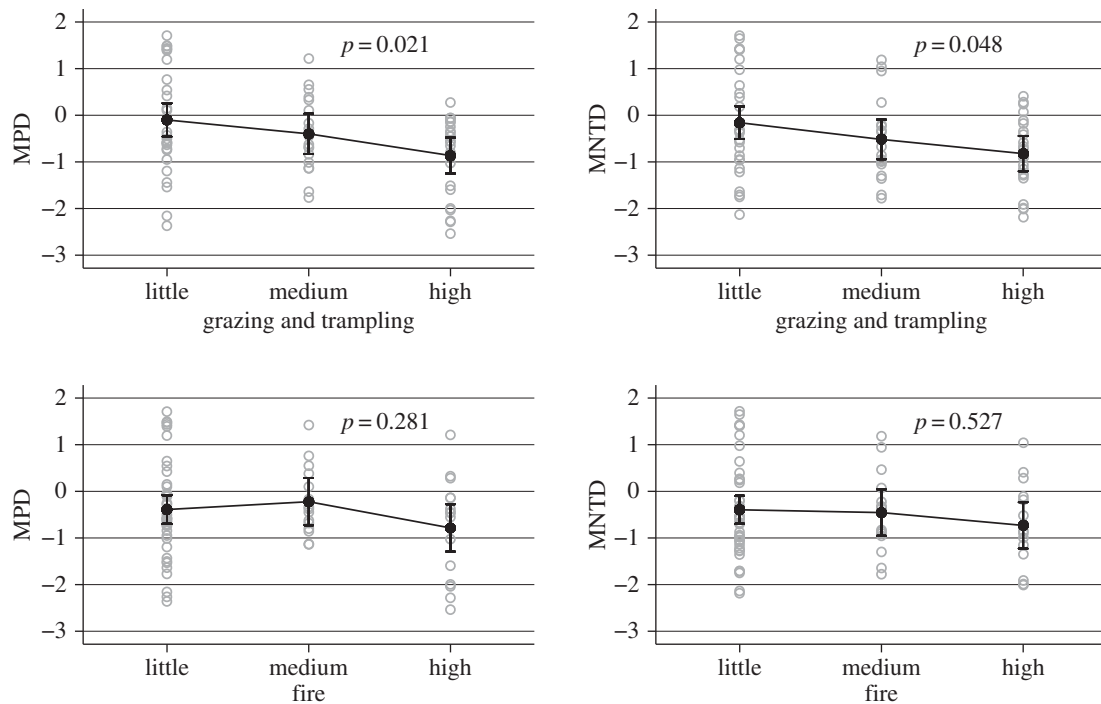 2
1
0
−1
−2
−3
MPD
p = 0.021
little medium high
grazing and trampling
2
1
0
−1
−2
−3
MNTD
p = 0.048
little medium high
grazing and trampling
2
1
0
−1
−2
−3
MPD
p = 0.281
little medium high
fire
2
1
0
−1
−2
−3
MNTD
p = 0.527
little medium high
fire